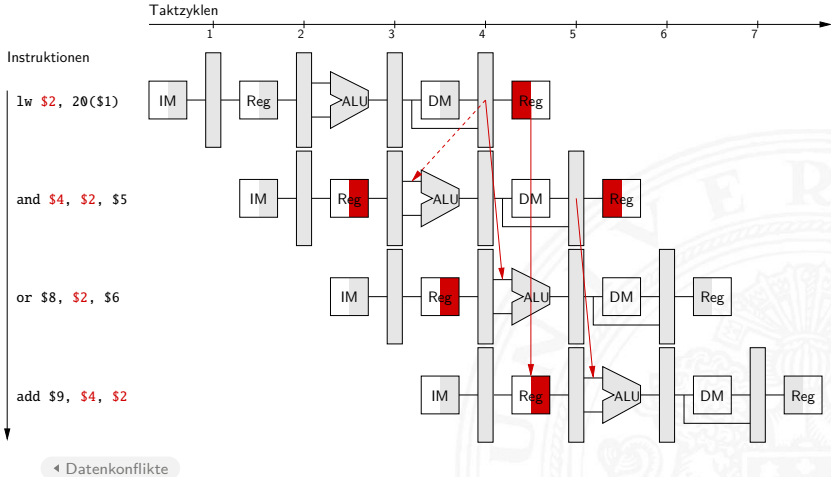 Taktzyklen
1 2 3 4 5 6 7
Instruktionen
lw $2, 20($1) IM Reg ALU DM Reg
and $4, $2, $5 IM Reg ALU DM Reg
or $8, $2, $6 IM Reg ALU DM Reg
add $9, $4, $2 IM Reg ALU DM Reg
Datenkonflikte